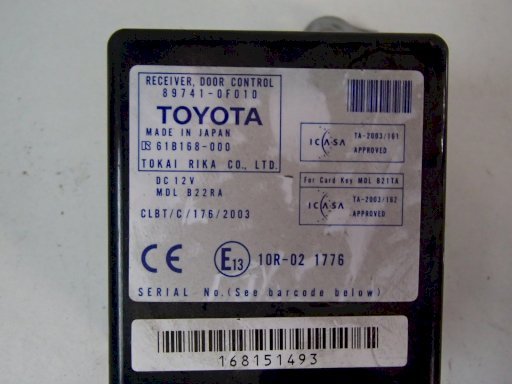 RECEIVER, DOOR CONTROL
89741-0F010
TOYOTA
MADE IN JAPAN
61B168-000
TOKAI RIKA CO., LTD.
DC 12V
MDL B22RA
CLBT/C/176/2003
ICASA
TA-2003/161
APPROVED
For Card Key MDL B21TA
ICASA
TA-2003/162
APPROVED
CE E13 10R-02 1776
SERIAL No.(See barcode below)
168151493